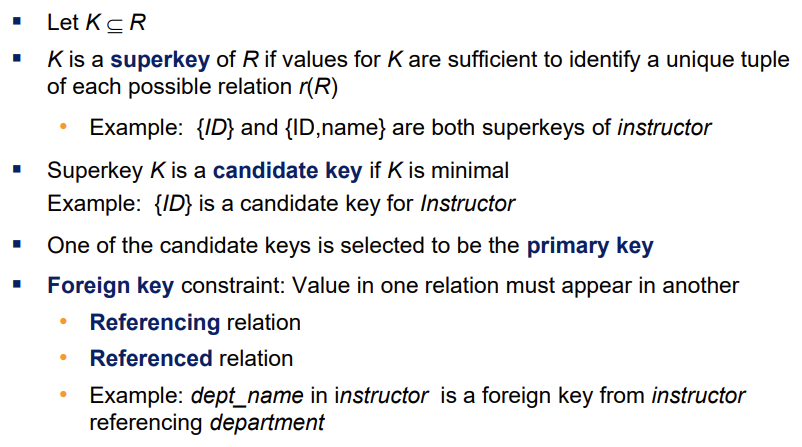 Let K ⊆ R
K is a superkey of R if values for K are sufficient to identify a unique tuple
of each possible relation r(R)
Example: {ID} and {ID,name} are both superkeys of instructor
Superkey K is a candidate key if K is minimal
Example: {ID} is a candidate key for Instructor
One of the candidate keys is selected to be the primary key
Foreign key constraint: Value in one relation must appear in another
Referencing relation
Referenced relation
Example: dept_name in instructor is a foreign key from instructor
referencing department